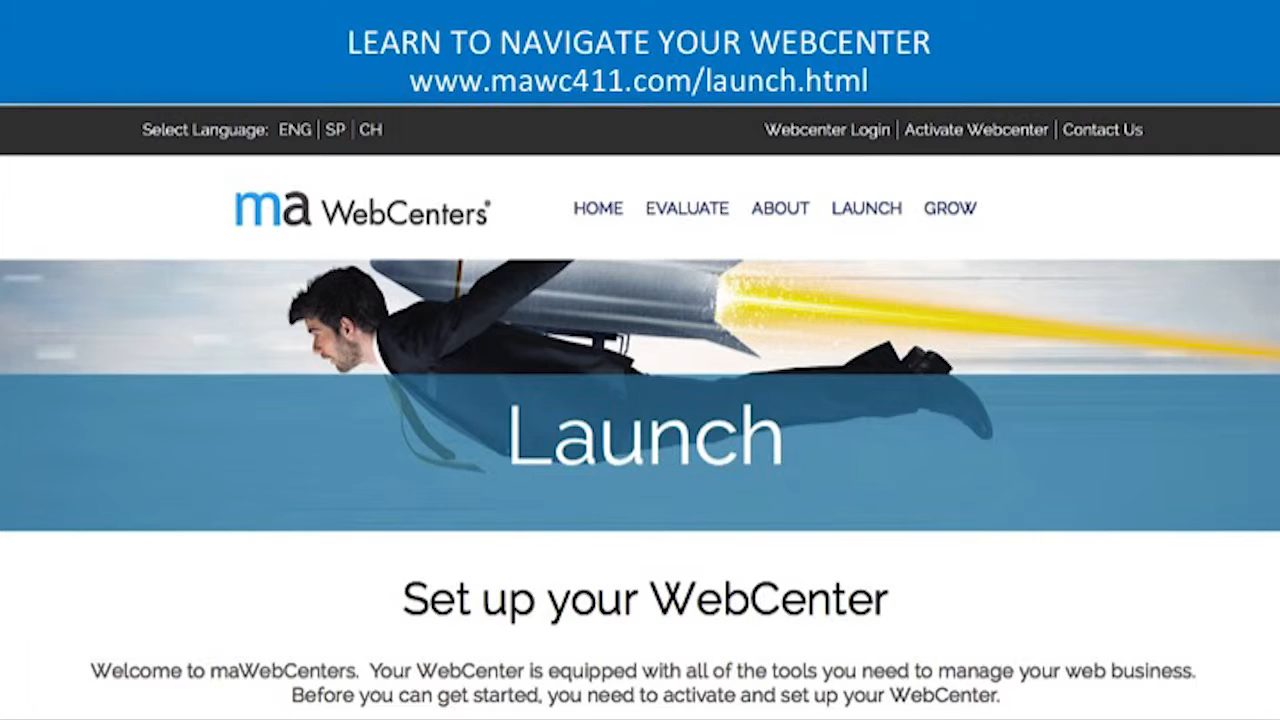 LEARN TO NAVIGATE YOUR WEBCENTER
www.mawc411.com/launch.html
Select Language: ENG | SP | CH
Webcenter Login | Activate Webcenter | Contact Us
ma WebCenters®
HOME EVALUATE ABOUT LAUNCH GROW
Launch
Set up your WebCenter
Welcome to maWebCenters. Your WebCenter is equipped with all of the tools you need to manage your web business.
Before you can get started, you need to activate and set up your WebCenter.